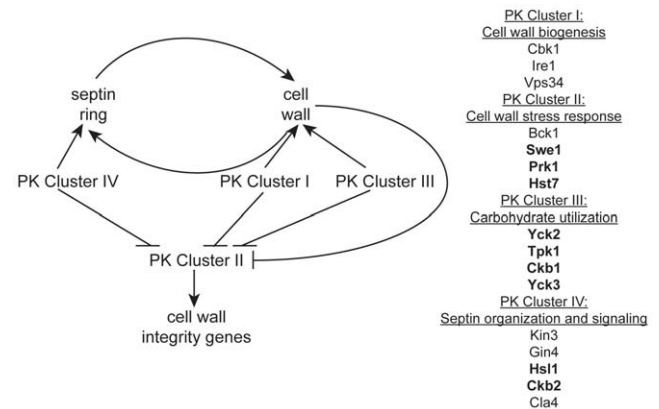 septin
ring
cell
wall
PK Cluster IV
PK Cluster I
PK Cluster III
PK Cluster II
cell wall
integrity genes
PK Cluster I:
Cell wall biogenesis
Cbk1
Ire1
Vps34
PK Cluster II:
Cell wall stress response
Bck1
Swe1
Prk1
Hst7
PK Cluster III:
Carbohydrate utilization
Yck2
Tpk1
Ckb1
Yck3
PK Cluster IV:
Septin organization and signaling
Kin3
Gin4
Hsl1
Ckb2
Cla4